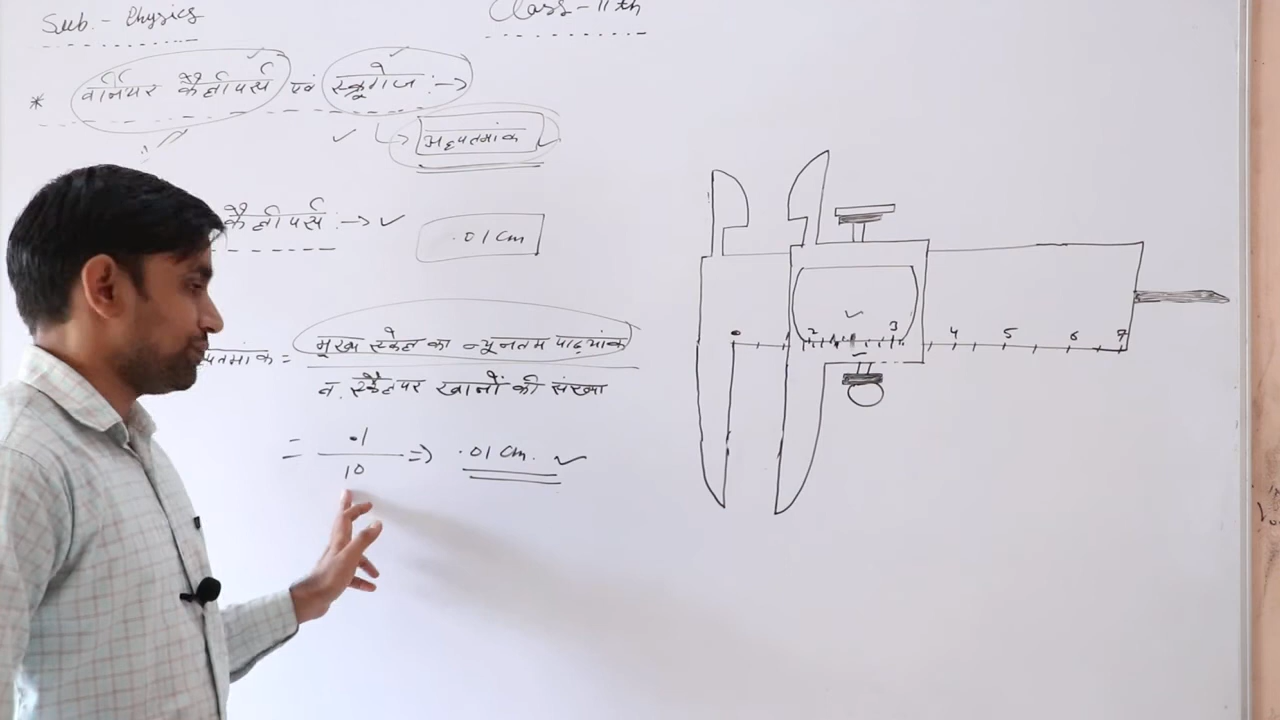 Sub. - Physics
Class - 11th
* वर्नियर कैलीपर्स एवं स्क्रूगेज :->
अल्पतमांक
कैलीपर्स :->
.01 cm
पतमांक = मुख्य स्केल का न्यूनतम पाठ्यांक
व. स्केल पर खानों की संख्या
= .1
10
=> .01 cm.
0 2 3 4 5 6 7